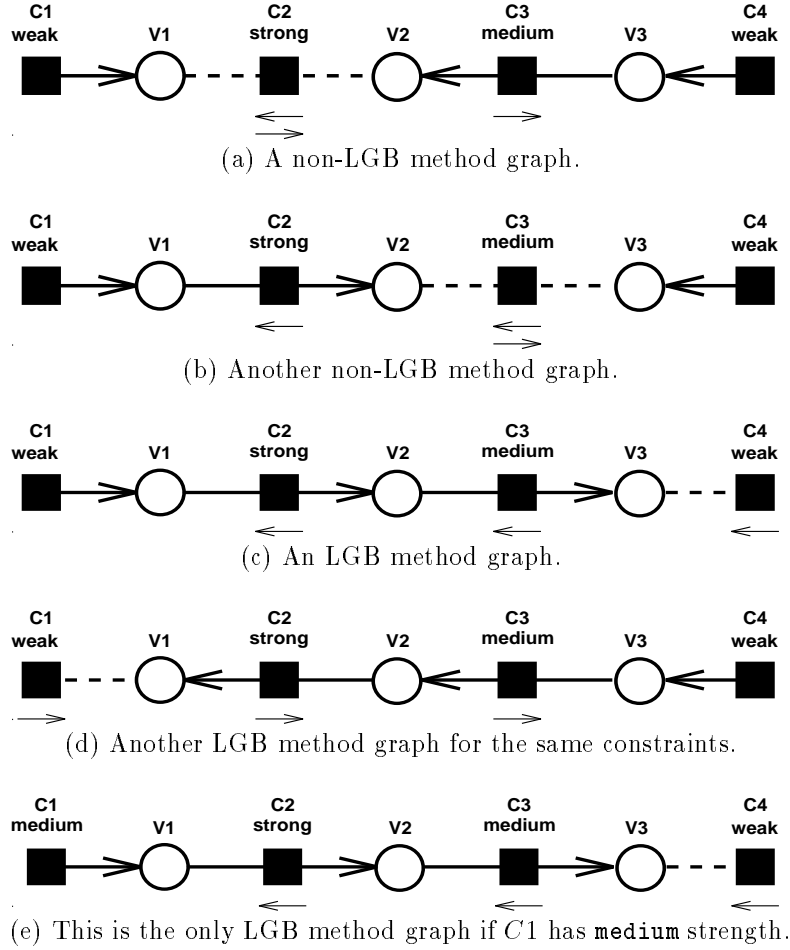 C1 C2 C3 C4
weak V1 strong V2 medium V3 weak
(a) A non-LGB method graph.
C1 C2 C3 C4
weak V1 strong V2 medium V3 weak
(b) Another non-LGB method graph.
C1 C2 C3 C4
weak V1 strong V2 medium V3 weak
(c) An LGB method graph.
C1 C2 C3 C4
weak V1 strong V2 medium V3 weak
(d) Another LGB method graph for the same constraints.
C1 C2 C3 C4
medium V1 strong V2 medium V3 weak
(e) This is the only LGB method graph if C1 has medium strength.